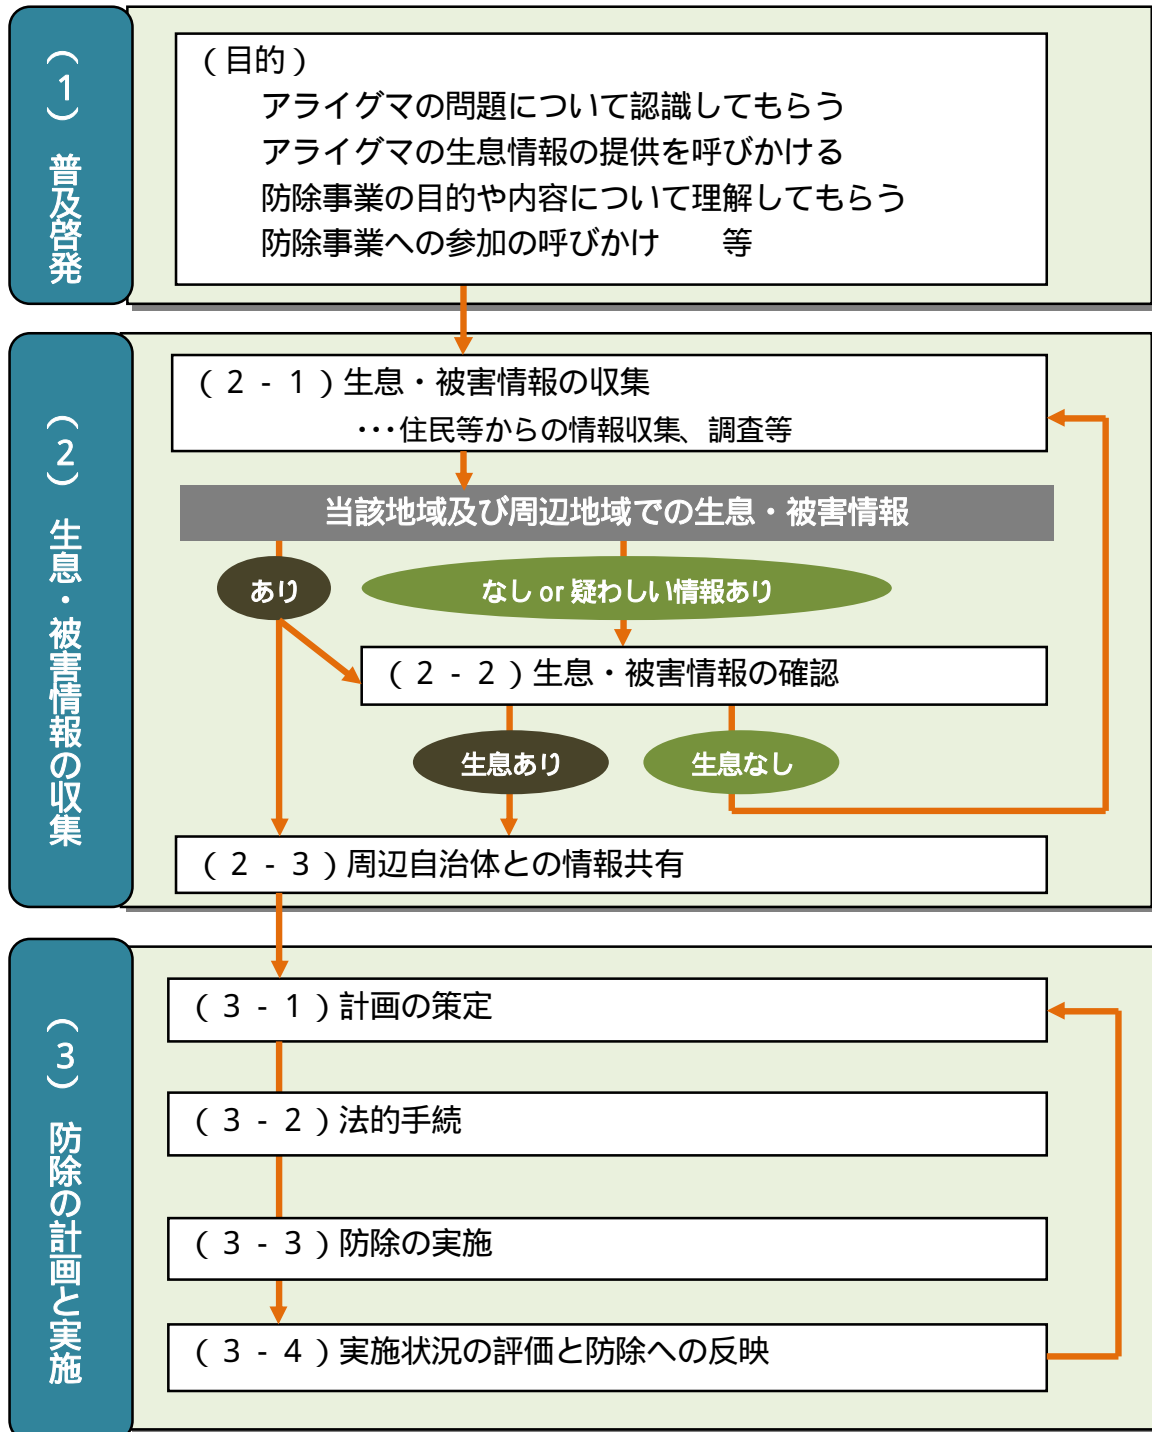 （1） 普及啓発
（目的）
アライグマの問題について認識してもらう
アライグマの生息情報の提供を呼びかける
防除事業の目的や内容について理解してもらう
防除事業への参加の呼びかけ　　等
（2） 生息・被害情報の収集
（２-１）生息・被害情報の収集
…住民等からの情報収集、調査等
当該地域及び周辺地域での生息・被害情報
あり
なし or 疑わしい情報あり
（２-２）生息・被害情報の確認
生息あり
生息なし
（２-３）周辺自治体との情報共有
（3） 防除の計画と実施
（３-１）計画の策定
（３-２）法的手続
（３-３）防除の実施
（３-４）実施状況の評価と防除への反映